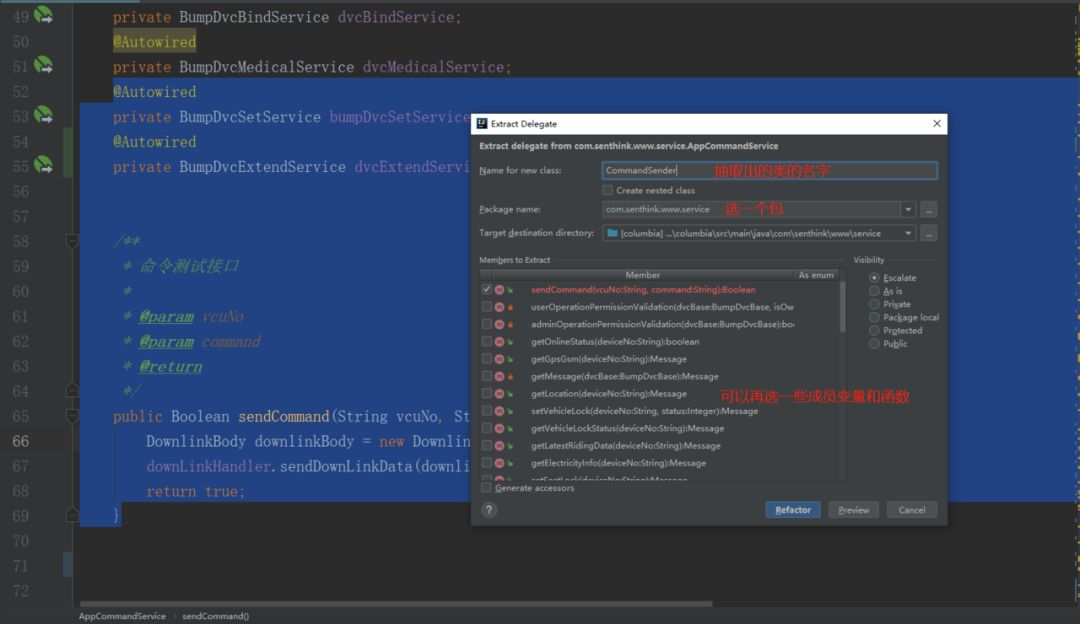 49 private BumpDvcBindService dvcBindService;
50 @Autowired
51 private BumpDvcMedicalService dvcMedicalService;
52 @Autowired
53 private BumpDvcSetService bumpDvcSetService
54 @Autowired
55 private BumpDvcExtendService dvcExtendServi
56
57
58 /**
59 * 命令测试接口
60 *
61 * @param vcuNo
62 * @param command
63 * @return
64 */
65 public Boolean sendCommand(String vcuNo, St
66 DownlinkBody downlinkBody = new Downlin
67 downLinkHandler.sendDownLinkData(downli
68 return true;
69 }
70
71
72
AppCommandService › sendCommand()
Extract Delegate
Extract delegate from com.senthink.www.service.AppCommandService
Name for new class: CommandSender 抽取出的类的名字
Create nested class
Package name: com.senthink.www.service 选一个包 ...
Target destination directory: [columbia] ...\columbia\src\main\java\com\senthink\www\service ...
Members to Extract
Member As enum
sendCommand(vcuNo:String, command:String):Boolean
userOperationPermissionValidation(dvcBase:BumpDvcBase, isOw
adminOperationPermissionValidation(dvcBase:BumpDvcBase):bo
getOnlineStatus(deviceNo:String):boolean
getGpsGsm(deviceNo:String):Message
getMessage(dvcBase:BumpDvcBase):Message
getLocation(deviceNo:String):Message
可以再选一些成员变量和函数
setVehicleLock(deviceNo:String, status:Integer):Message
getVehicleLockStatus(deviceNo:String):Message
getLatestRidingData(deviceNo:String):Message
getElectricityInfo(deviceNo:String):Message
setSeatLock(deviceNo:String):Message
Visibility
Escalate
As is
Private
Package local
Protected
Public
Generate accessors
? Refactor Preview Cancel